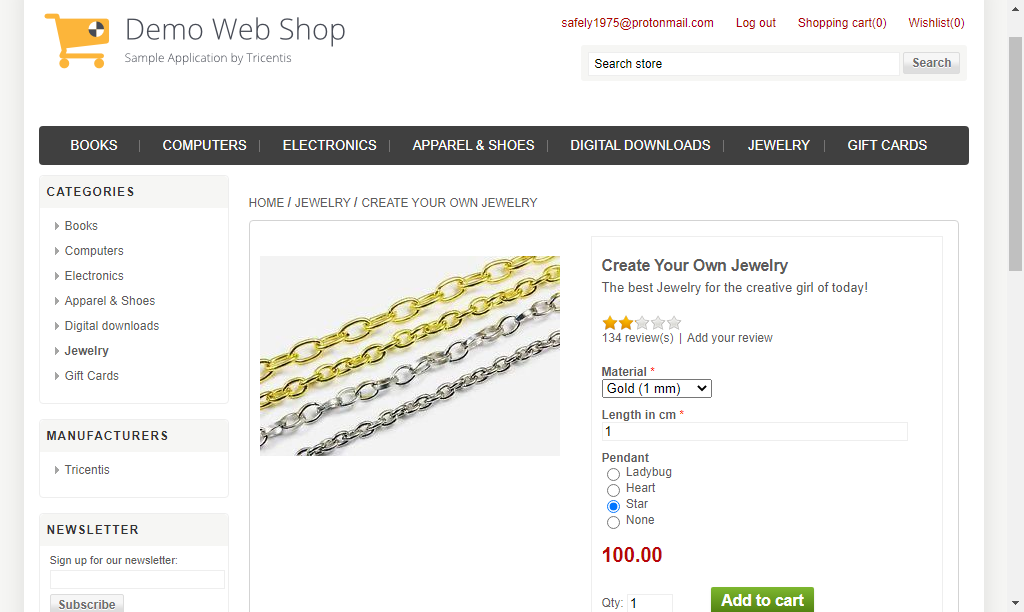 Demo Web Shop
Sample Application by Tricentis
safely1975@protonmail.com Log out Shopping cart(0) Wishlist(0)
Search store Search
BOOKS COMPUTERS ELECTRONICS APPAREL & SHOES DIGITAL DOWNLOADS JEWELRY GIFT CARDS
CATEGORIES
Books
Computers
Electronics
Apparel & Shoes
Digital downloads
Jewelry
Gift Cards
MANUFACTURERS
Tricentis
NEWSLETTER
Sign up for our newsletter:
Subscribe
HOME / JEWELRY / CREATE YOUR OWN JEWELRY
Create Your Own Jewelry
The best Jewelry for the creative girl of today!
134 review(s) | Add your review
Material *
Gold (1 mm)
Length in cm *
1
Pendant
Ladybug
Heart
Star
None
100.00
Qty: 1 Add to cart